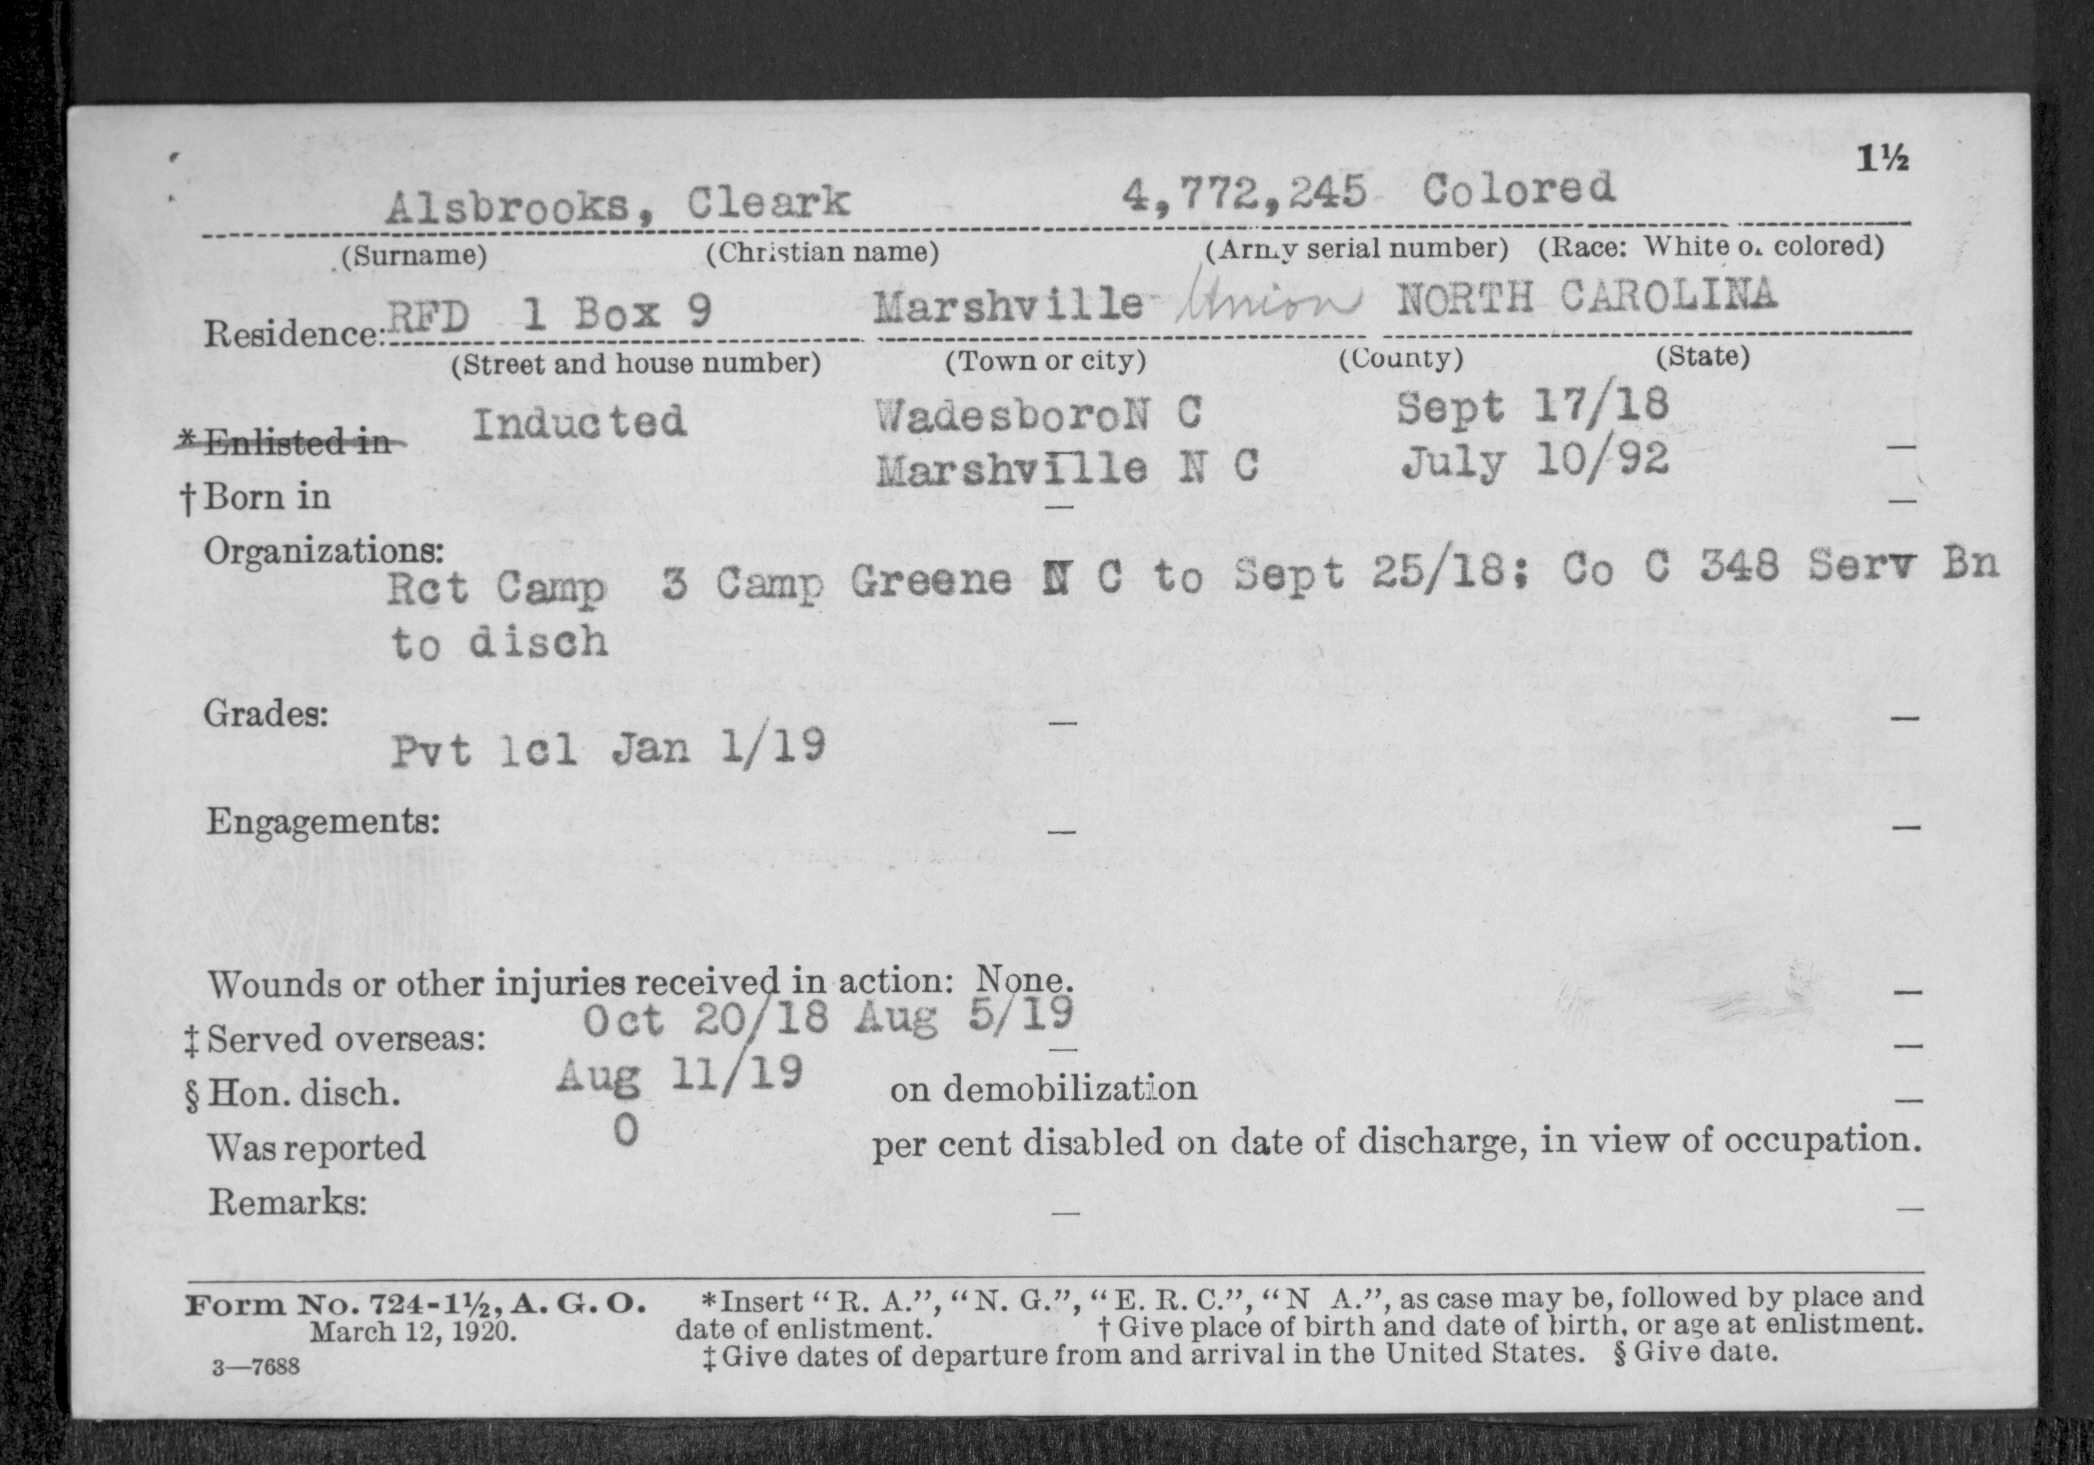 1½
Alsbrooks, Cleark 4,772,245 Colored
(Surname) (Christian name) (Army serial number) (Race: White or colored)
Residence: RFD 1 Box 9 Marshville Union NORTH CAROLINA
(Street and house number) (Town or city) (County) (State)
*Enlisted in Inducted WadesboroN C Sept 17/18
†Born in Marshville N C July 10/92
Organizations:
Rct Camp 3 Camp Greene N C to Sept 25/18; Co C 348 Serv Bn
to disch
Grades:
Pvt 1cl Jan 1/19
Engagements:
Wounds or other injuries received in action: None.
‡Served overseas: Oct 20/18 Aug 5/19
§Hon. disch. Aug 11/19 on demobilization
Was reported 0 per cent disabled on date of discharge, in view of occupation.
Remarks:
Form No. 724-1½, A. G. O. *Insert "R. A.", "N. G.", "E. R. C.", "N A.", as case may be, followed by place and
March 12, 1920. date of enlistment. †Give place of birth and date of birth, or age at enlistment.
3—7688 ‡Give dates of departure from and arrival in the United States. §Give date.